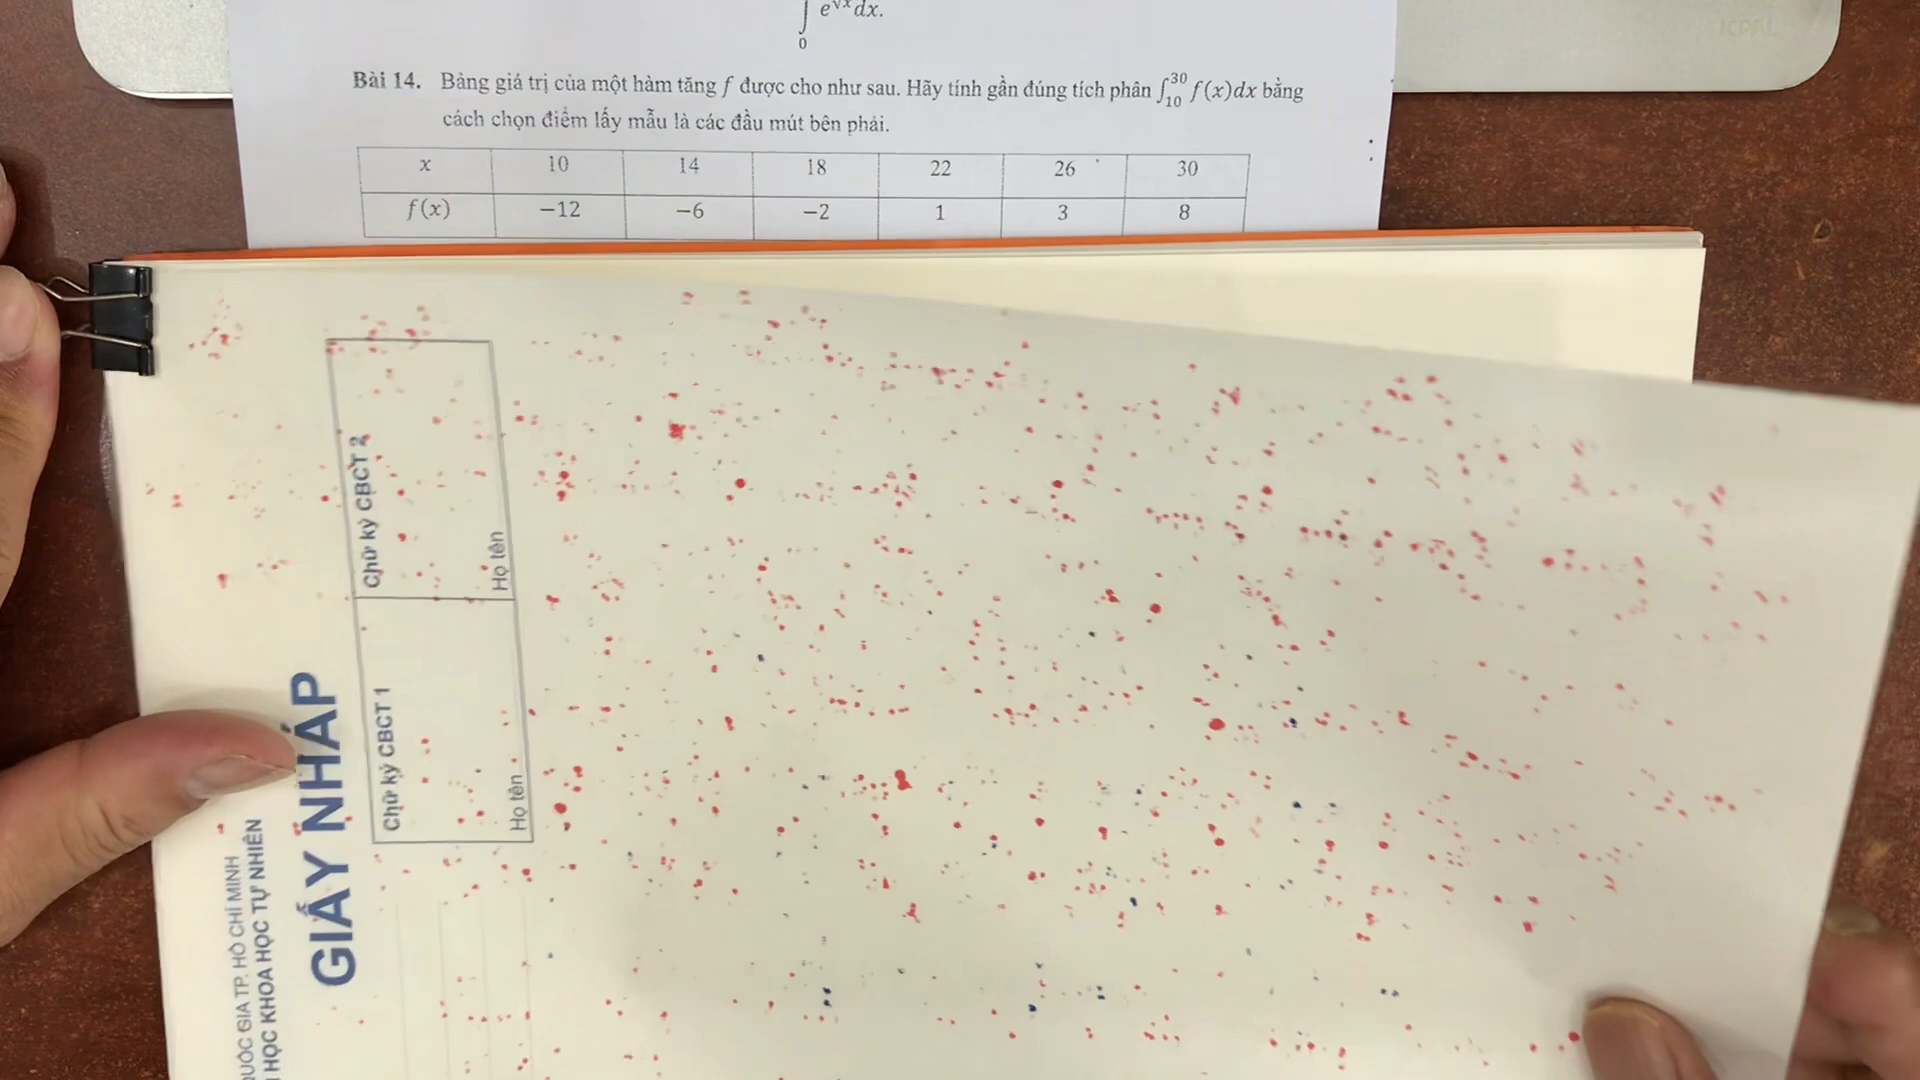 ∫₀ e^√x dx.
Bài 14. Bảng giá trị của một hàm tăng f được cho như sau. Hãy tính gần đúng tích phân ∫₁₀³⁰ f(x)dx bằng
cách chọn điểm lấy mẫu là các đầu mút bên phải.
x 10 14 18 22 26 30
f(x) −12 −6 −2 1 3 8
HỌC KHOA HỌC TỰ NHIÊN
GIA TP. HỒ CHÍ MINH
GIẤY NHÁP
Chữ ký CBCT 1
Họ tên
Chữ ký CBCT 2
Họ tên